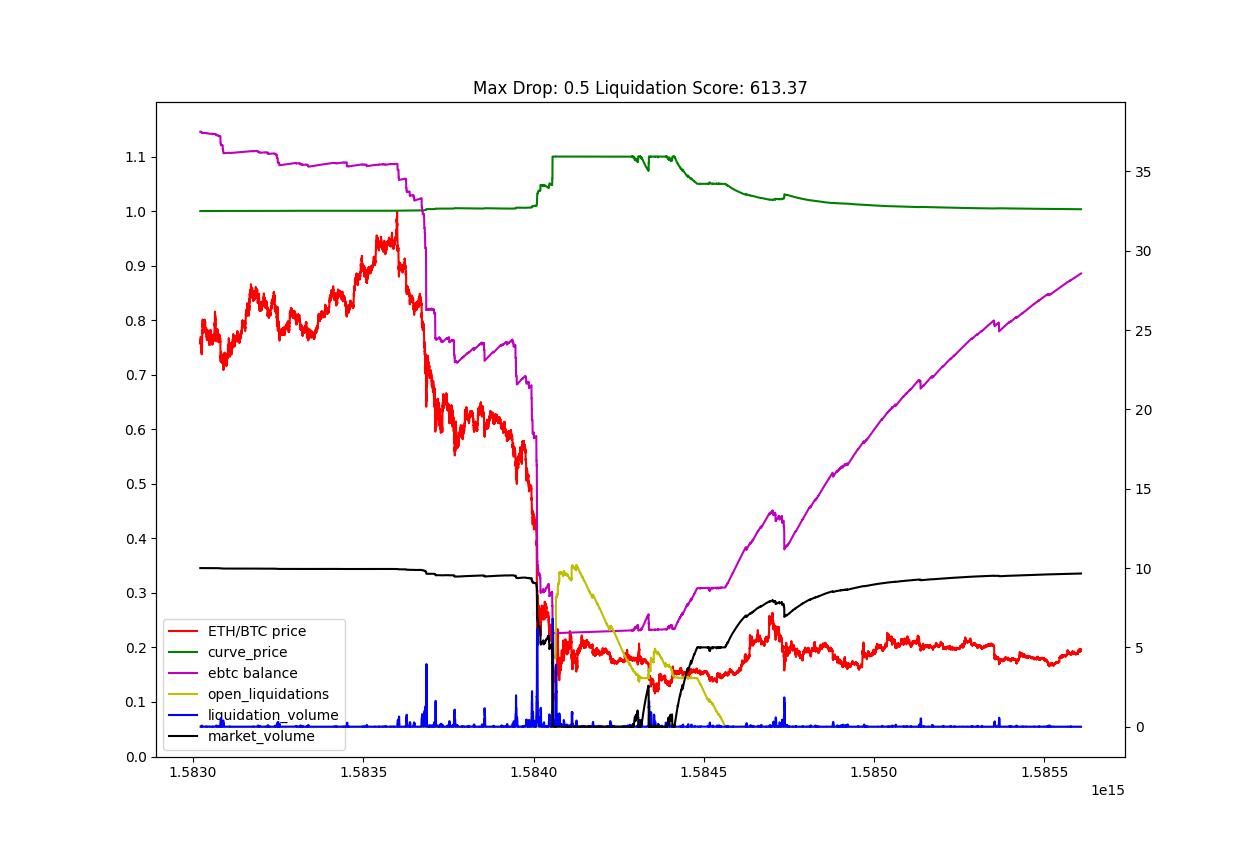 Max Drop: 0.5 Liquidation Score: 613.37
1.1
1.0
0.9
0.8
0.7
0.6
0.5
0.4
0.3
0.2
0.1
0.0
35
30
25
20
15
10
5
0
ETH/BTC price
curve_price
ebtc balance
open_liquidations
liquidation_volume
market_volume
1.5830 1.5835 1.5840 1.5845 1.5850 1.5855
1e15